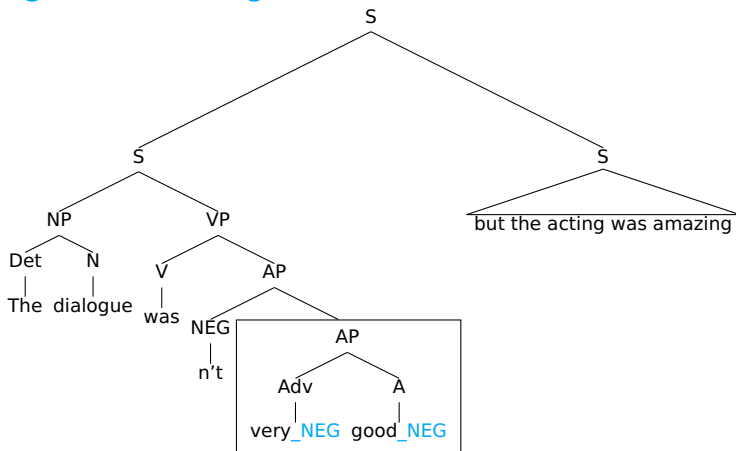 S
S S
NP VP but the acting was amazing
Det N V AP
The dialogue was NEG AP
n't Adv A
very_NEG good_NEG